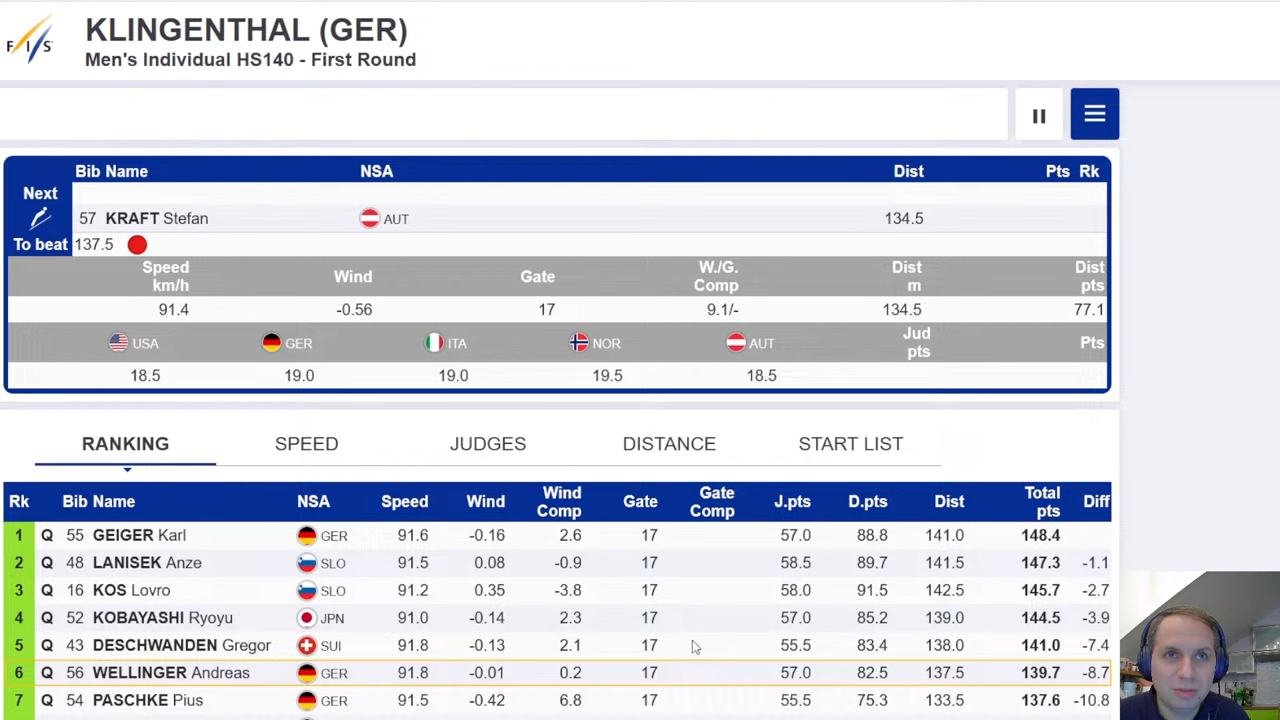 FIS
KLINGENTHAL (GER)
Men's Individual HS140 - First Round
Bib Name NSA Dist Pts Rk
Next
57 KRAFT Stefan AUT 134.5
To beat 137.5
Speed km/h Wind Gate W./G. Comp Dist m Dist pts
91.4 -0.56 17 9.1/- 134.5 77.1
USA GER ITA NOR AUT Jud pts Pts
18.5 19.0 19.0 19.5 18.5
RANKING SPEED JUDGES DISTANCE START LIST
Rk Bib Name NSA Speed Wind Wind Comp Gate Gate Comp J.pts D.pts Dist Total pts Diff
1 Q 55 GEIGER Karl GER 91.6 -0.16 2.6 17 57.0 88.8 141.0 148.4
2 Q 48 LANISEK Anze SLO 91.5 0.08 -0.9 17 58.5 89.7 141.5 147.3 -1.1
3 Q 16 KOS Lovro SLO 91.2 0.35 -3.8 17 58.0 91.5 142.5 145.7 -2.7
4 Q 52 KOBAYASHI Ryoyu JPN 91.0 -0.14 2.3 17 57.0 85.2 139.0 144.5 -3.9
5 Q 43 DESCHWANDEN Gregor SUI 91.8 -0.13 2.1 17 55.5 83.4 138.0 141.0 -7.4
6 Q 56 WELLINGER Andreas GER 91.8 -0.01 0.2 17 57.0 82.5 137.5 139.7 -8.7
7 Q 54 PASCHKE Pius GER 91.5 -0.42 6.8 17 55.5 75.3 133.5 137.6 -10.8